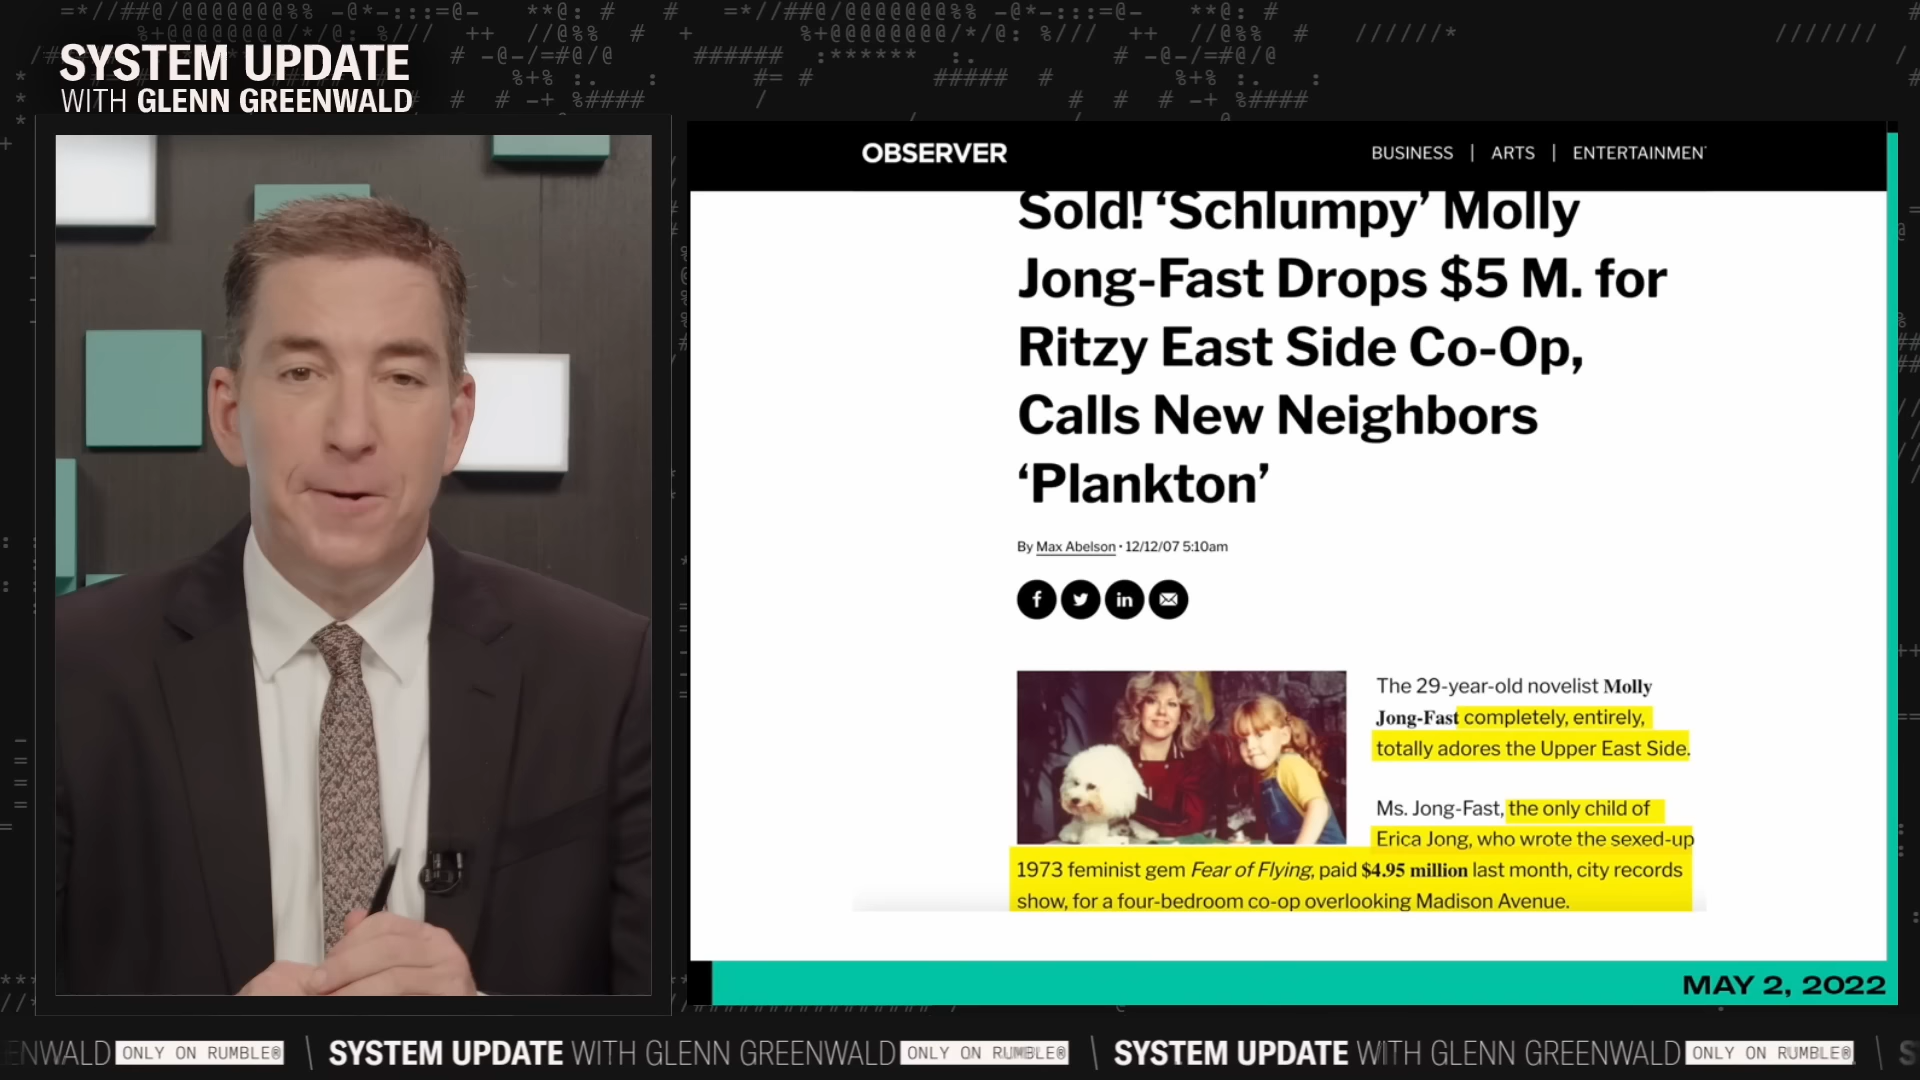 SYSTEM UPDATE
WITH GLENN GREENWALD
OBSERVER
BUSINESS | ARTS | ENTERTAINMEN
Sold! ‘Schlumpy’ Molly
Jong-Fast Drops $5 M. for
Ritzy East Side Co-Op,
Calls New Neighbors
‘Plankton’
By Max Abelson • 12/12/07 5:10am
The 29-year-old novelist Molly
Jong-Fast completely, entirely,
totally adores the Upper East Side.
Ms. Jong-Fast, the only child of
Erica Jong, who wrote the sexed-up
1973 feminist gem Fear of Flying, paid $4.95 million last month, city records
show, for a four-bedroom co-op overlooking Madison Avenue.
MAY 2, 2022
ENWALD ONLY ON RUMBLE® \ SYSTEM UPDATE WITH GLENN GREENWALD ONLY ON RUMBLE® \ SYSTEM UPDATE WITH GLENN GREENWALD ONLY ON RUMBLE® \ S